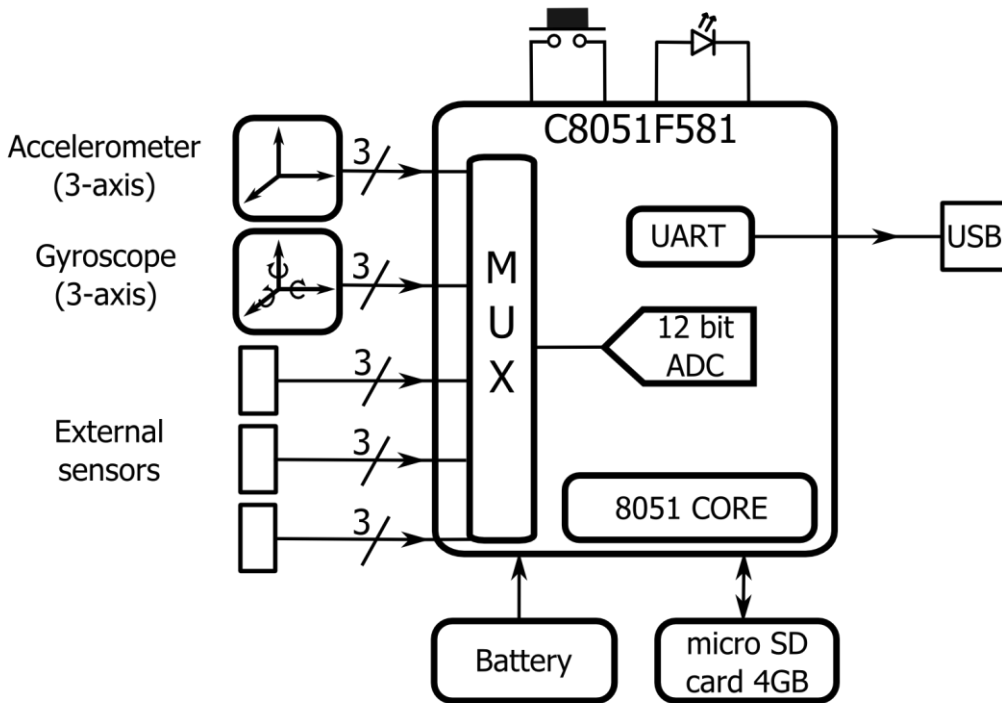 C8051F581
Accelerometer
(3-axis)
3
Gyroscope
(3-axis)
3
M
U
X
UART
USB
12 bit
ADC
3
External
sensors
3
3
8051 CORE
Battery
micro SD
card 4GB